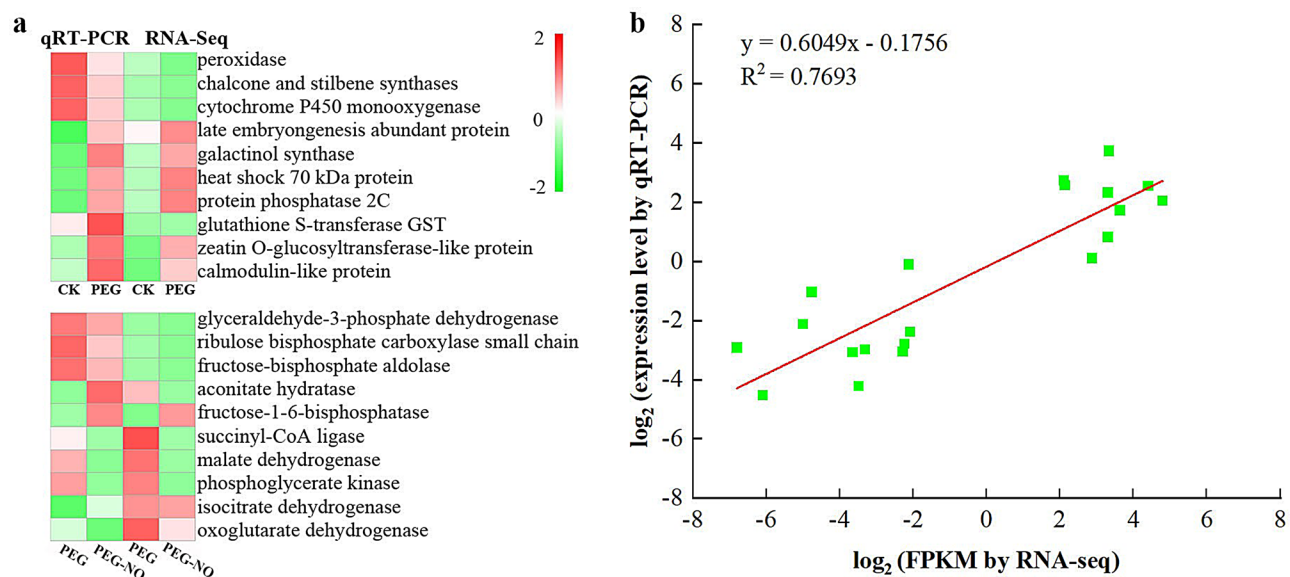 a
qRT-PCR RNA-Seq
peroxidase
chalcone and stilbene synthases
cytochrome P450 monooxygenase
late embryongenesis abundant protein
galactinol synthase
heat shock 70 kDa protein
protein phosphatase 2C
glutathione S-transferase GST
zeatin O-glucosyltransferase-like protein
calmodulin-like protein
CK PEG CK PEG
2
0
-2
glyceraldehyde-3-phosphate dehydrogenase
ribulose bisphosphate carboxylase small chain
fructose-bisphosphate aldolase
aconitate hydratase
fructose-1-6-bisphosphatase
succinyl-CoA ligase
malate dehydrogenase
phosphoglycerate kinase
isocitrate dehydrogenase
oxoglutarate dehydrogenase
PEG PEG-NO PEG PEG-NO
b
y = 0.6049x - 0.1756
R² = 0.7693
log₂ (expression level by qRT-PCR)
8
6
4
2
0
-2
-4
-6
-8
-8 -6 -4 -2 0 2 4 6 8
log₂ (FPKM by RNA-seq)